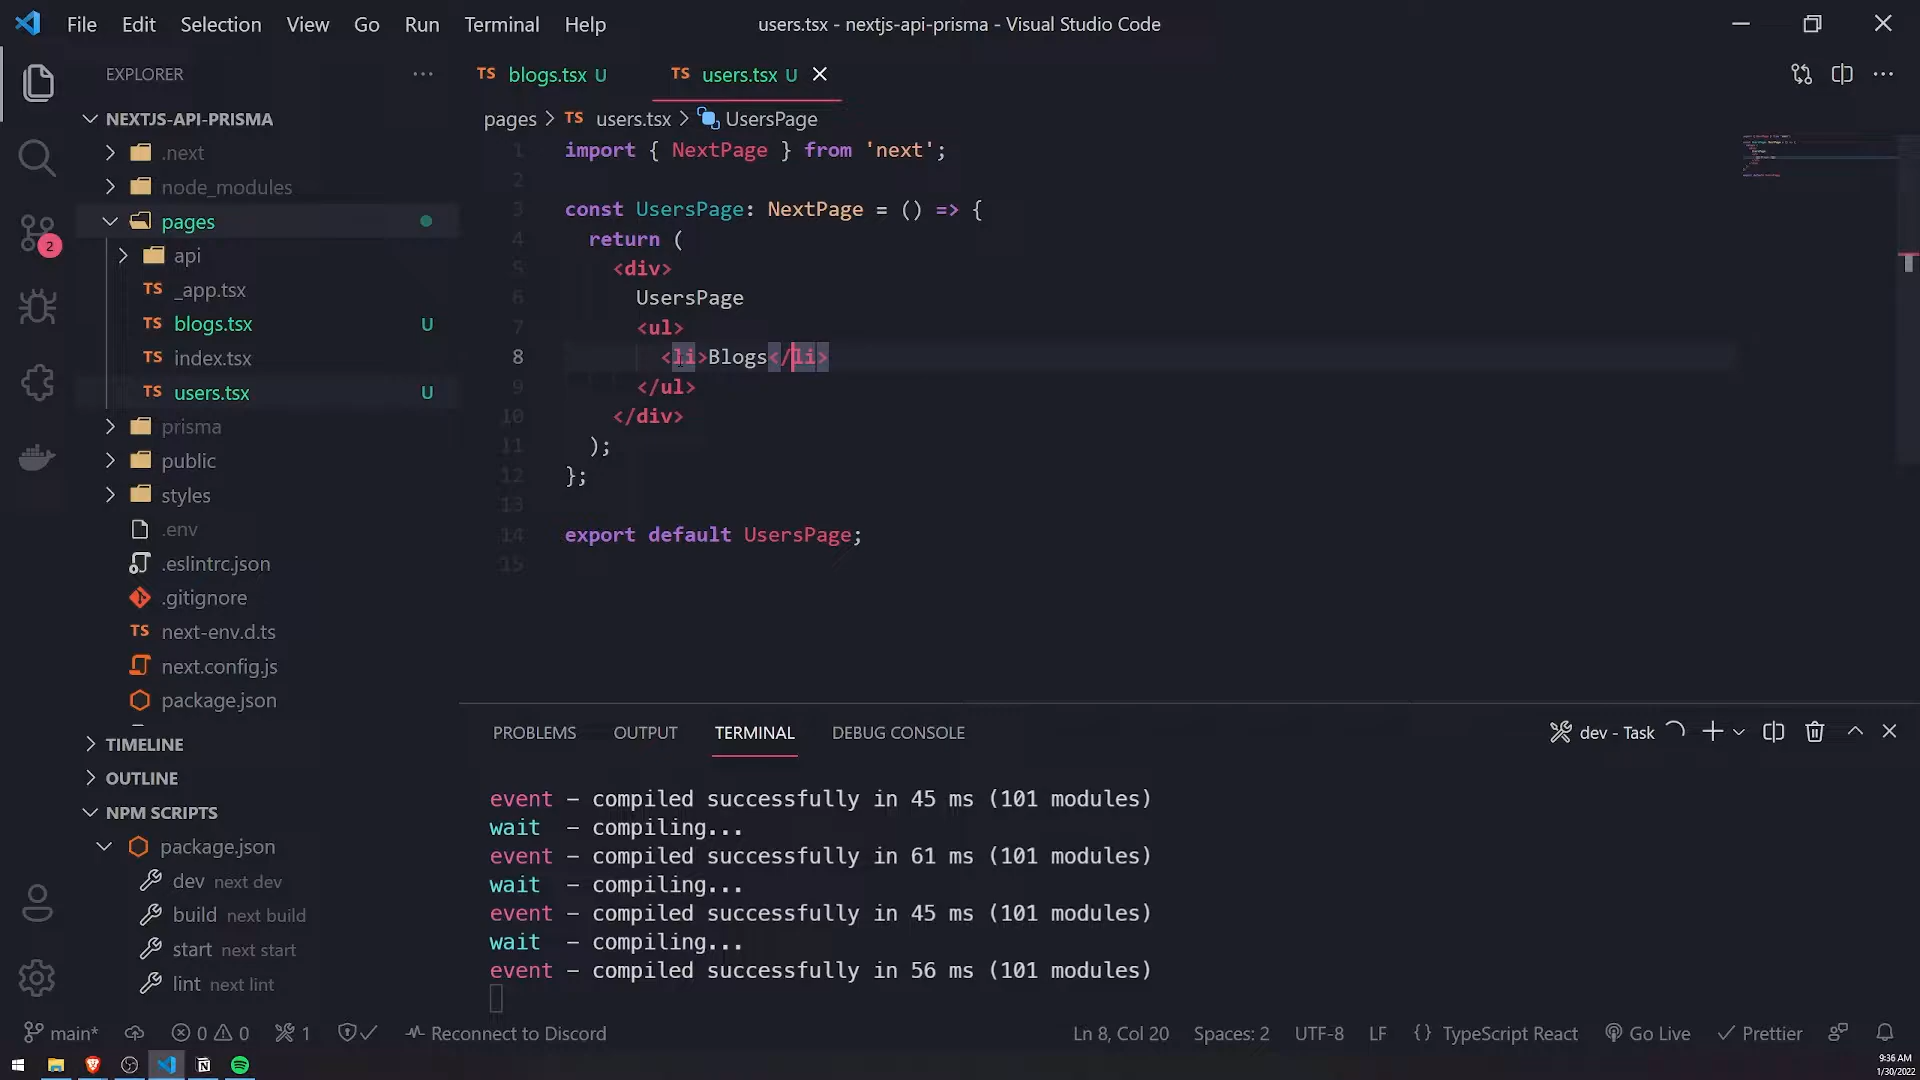 File Edit Selection View Go Run Terminal Help
users.tsx - nextjs-api-prisma - Visual Studio Code
EXPLORER
NEXTJS-API-PRISMA
.next
node_modules
pages
api
TS _app.tsx
TS blogs.tsx U
TS index.tsx
TS users.tsx U
prisma
public
styles
.env
.eslintrc.json
.gitignore
TS next-env.d.ts
next.config.js
package.json
TIMELINE
OUTLINE
NPM SCRIPTS
package.json
dev next dev
build next build
start next start
lint next lint
2
TS blogs.tsx U
TS users.tsx U
pages > TS users.tsx > UsersPage
1 import { NextPage } from 'next';
2
3 const UsersPage: NextPage = () => {
4 return (
5 <div>
6 UsersPage
7 <ul>
8 <li>Blogs</li>
9 </ul>
10 </div>
11 );
12 };
13
14 export default UsersPage;
15
PROBLEMS OUTPUT TERMINAL DEBUG CONSOLE
dev - Task
event - compiled successfully in 45 ms (101 modules)
wait - compiling...
event - compiled successfully in 61 ms (101 modules)
wait - compiling...
event - compiled successfully in 45 ms (101 modules)
wait - compiling...
event - compiled successfully in 56 ms (101 modules)
main* 0 0 1 Reconnect to Discord
Ln 8, Col 20 Spaces: 2 UTF-8 LF {} TypeScript React Go Live Prettier
9:36 AM
1/30/2022